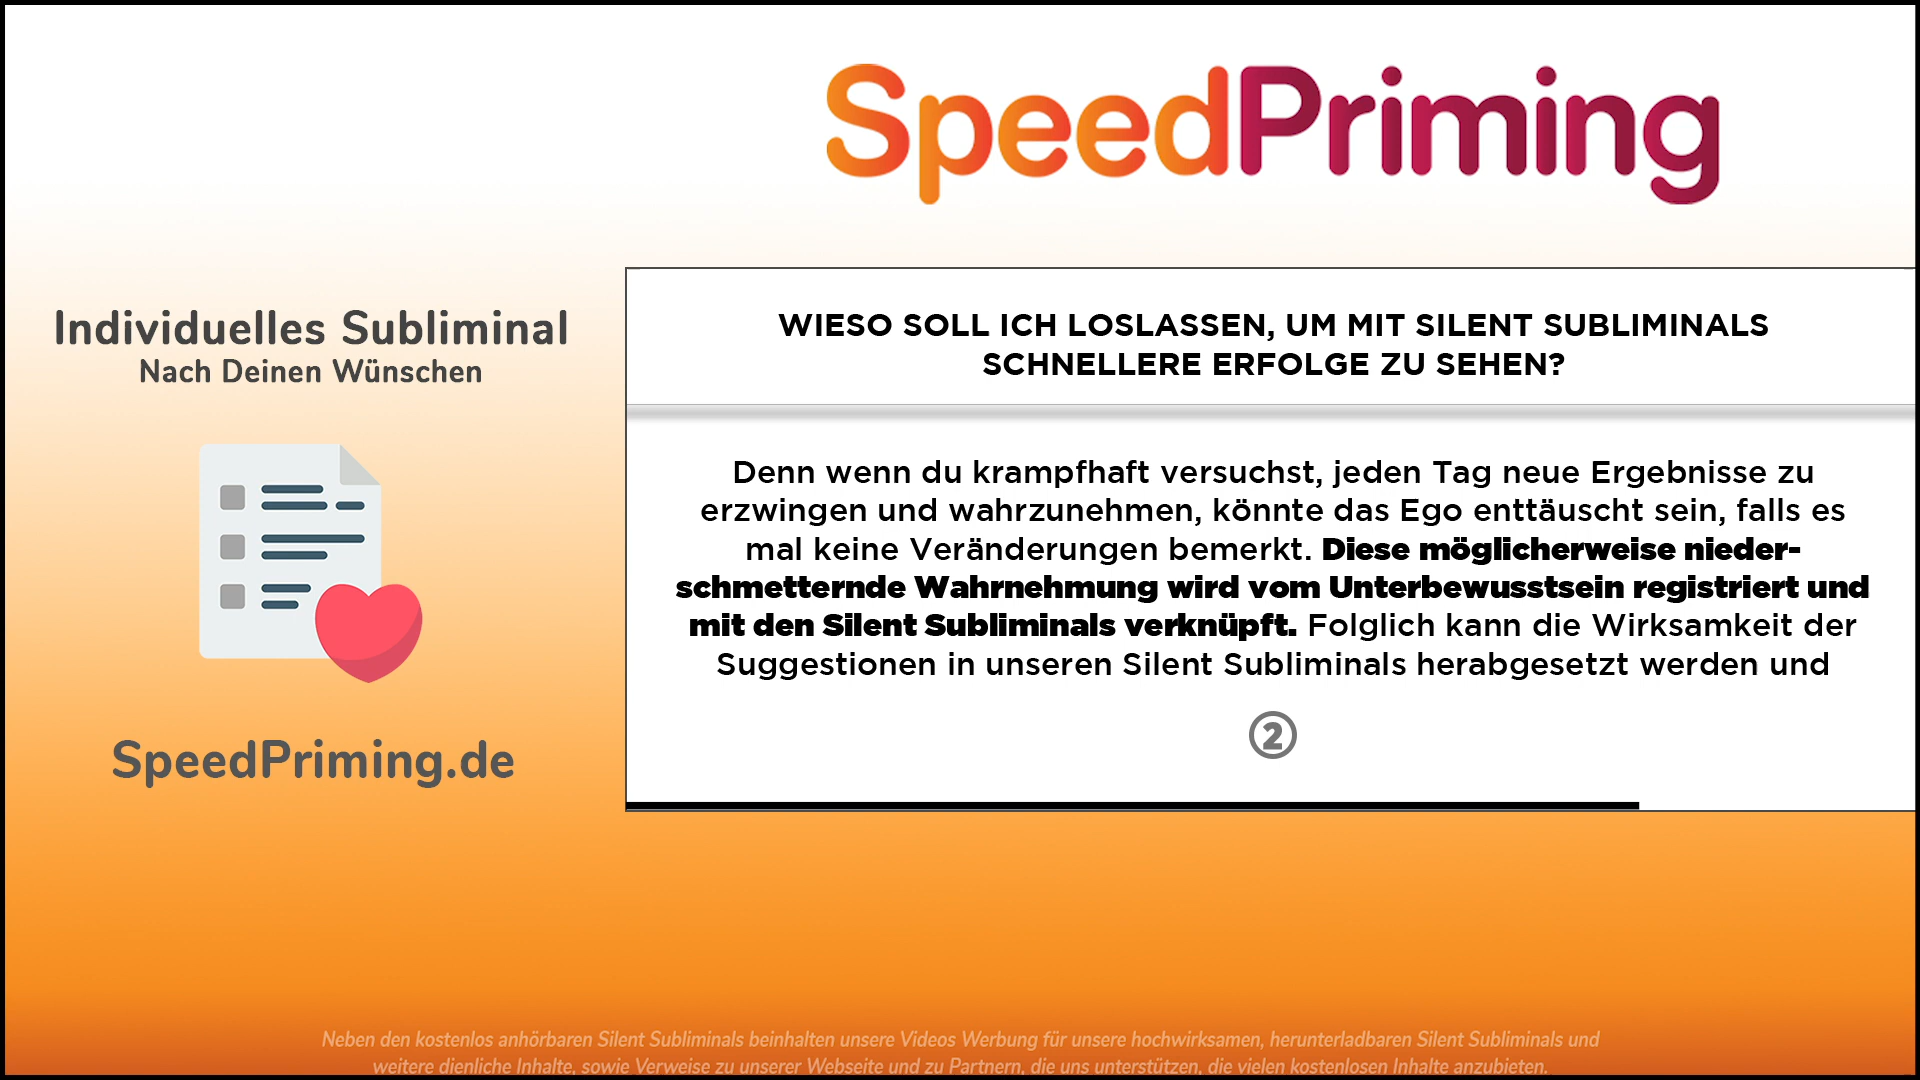 SpeedPriming
Individuelles Subliminal
Nach Deinen Wünschen
SpeedPriming.de
WIESO SOLL ICH LOSLASSEN, UM MIT SILENT SUBLIMINALS
SCHNELLERE ERFOLGE ZU SEHEN?
Denn wenn du krampfhaft versuchst, jeden Tag neue Ergebnisse zu
erzwingen und wahrzunehmen, könnte das Ego enttäuscht sein, falls es
mal keine Veränderungen bemerkt. Diese möglicherweise nieder-
schmetternde Wahrnehmung wird vom Unterbewusstsein registriert und
mit den Silent Subliminals verknüpft. Folglich kann die Wirksamkeit der
Suggestionen in unseren Silent Subliminals herabgesetzt werden und
2
Neben den kostenlos anhörbaren Silent Subliminals beinhalten unsere Videos Werbung für unsere hochwirksamen, herunterladbaren Silent Subliminals und
weitere dienliche Inhalte, sowie Verweise zu unserer Webseite und zu Partnern, die uns unterstützen, die vielen kostenlosen Inhalte anzubieten.